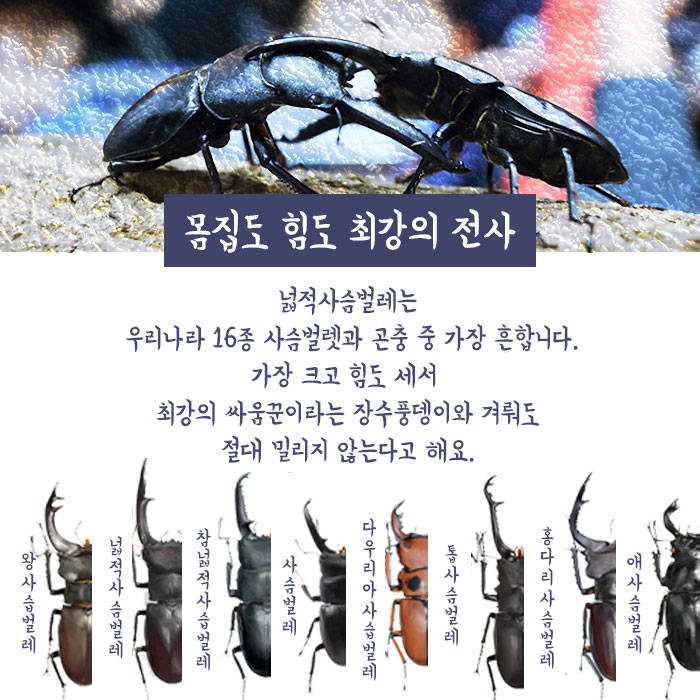 몸집도 힘도 최강의 전사
넓적사슴벌레는
우리나라 16종 사슴벌렛과 곤충 중 가장 흔합니다.
가장 크고 힘도 세서
최강의 싸움꾼이라는 장수풍뎅이와 겨뤄도
절대 밀리지 않는다고 해요.
왕사슴벌레
넓적사슴벌레
참넓적사슴벌레
사슴벌레
다우리아사슴벌레
톱사슴벌레
홍다리사슴벌레
애사슴벌레